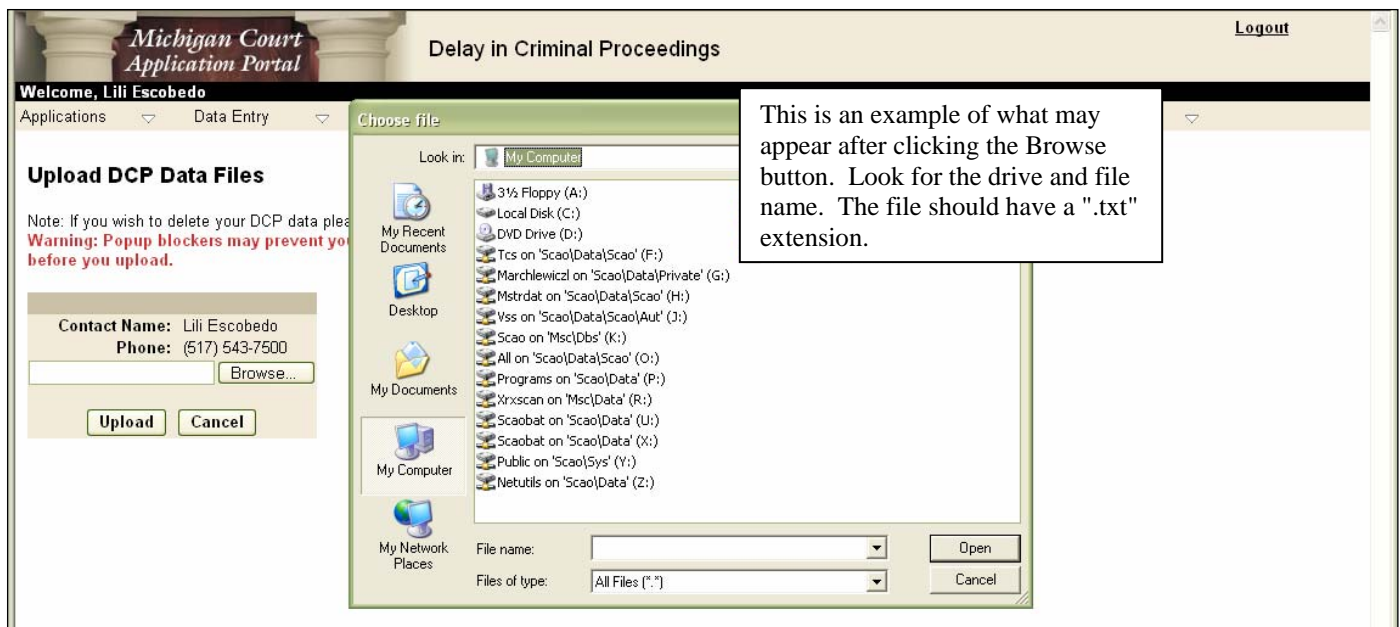 Michigan Court
Application Portal
Delay in Criminal Proceedings
Logout
Welcome, Lili Escobedo
Applications
Data Entry
Upload DCP Data Files
Note: If you wish to delete your DCP data plea
Warning: Popup blockers may prevent you
before you upload.
Contact Name: Lili Escobedo
Phone: (517) 543-7500
Browse...
Upload
Cancel
Choose file
Look in:
My Computer
My Recent
Documents
Desktop
My Documents
My Computer
My Network
Places
3½ Floppy (A:)
Local Disk (C:)
DVD Drive (D:)
Tcs on 'Scao\Data\Scao' (F:)
Marchlewiczl on 'Scao\Data\Private' (G:)
Mstrdat on 'Scao\Data\Scao' (H:)
Vss on 'Scao\Data\Scao\Aut' (J:)
Scao on 'Msc\Dbs' (K:)
All on 'Scao\Data\Scao' (O:)
Programs on 'Scao\Data' (P:)
Xrxscan on 'Msc\Data' (R:)
Scaobat on 'Scao\Data' (U:)
Scaobat on 'Scao\Data' (X:)
Public on 'Scao\Sys' (Y:)
Netutils on 'Scao\Data' (Z:)
File name:
Open
Files of type:
All Files (*.*)
Cancel
This is an example of what may
appear after clicking the Browse
button. Look for the drive and file
name. The file should have a ".txt"
extension.